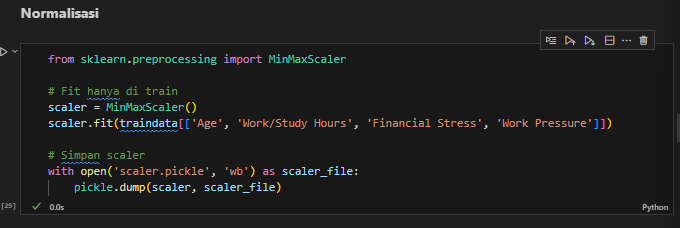 Normalisasi
from sklearn.preprocessing import MinMaxScaler
# Fit hanya di train
scaler = MinMaxScaler()
scaler.fit(traindata[['Age', 'Work/Study Hours', 'Financial Stress', 'Work Pressure']])
# Simpan scaler
with open('scaler.pickle', 'wb') as scaler_file:
    pickle.dump(scaler, scaler_file)
[29]
0.0s
Python